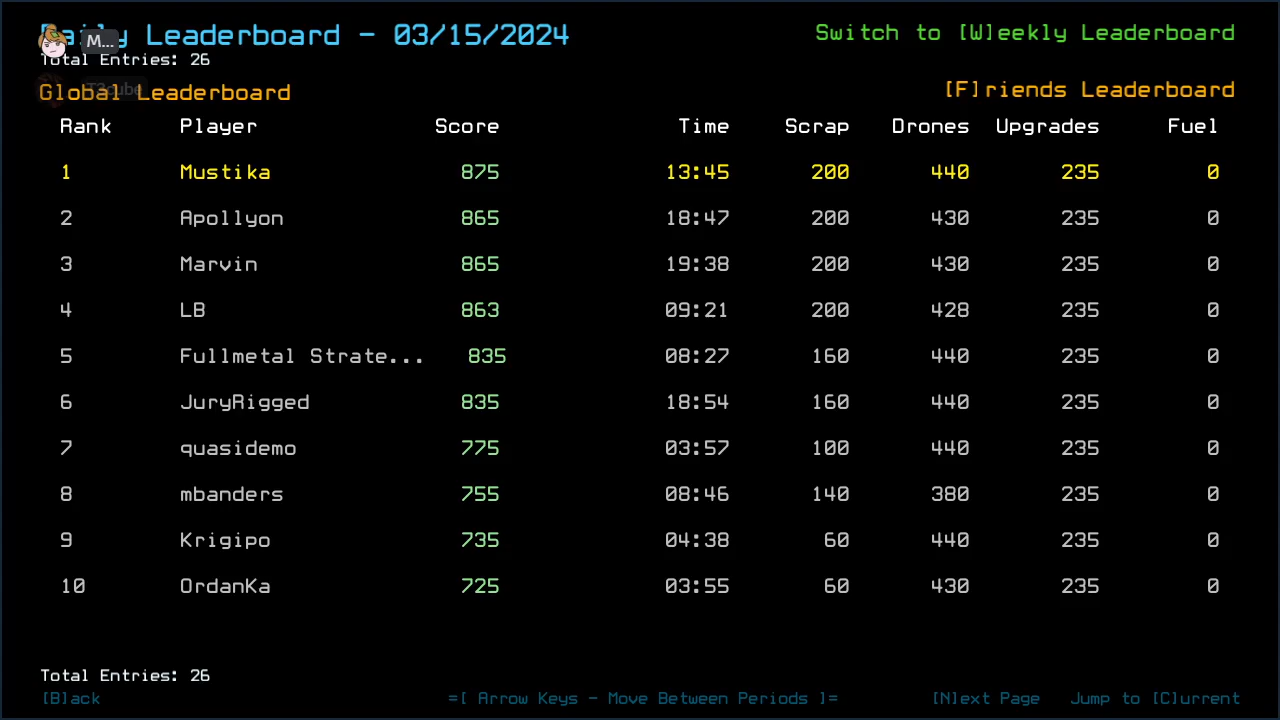 Daily Leaderboard - 03/15/2024
Switch to [W]eekly Leaderboard
M...
Total Entries: 26
T3cube
Global Leaderboard
[F]riends Leaderboard
Rank Player Score Time Scrap Drones Upgrades Fuel
1 Mustika 875 13:45 200 440 235 0
2 Apollyon 865 18:47 200 430 235 0
3 Marvin 865 19:38 200 430 235 0
4 LB 863 09:21 200 428 235 0
5 Fullmetal Strate... 835 08:27 160 440 235 0
6 JuryRigged 835 18:54 160 440 235 0
7 quasidemo 775 03:57 100 440 235 0
8 mbanders 755 08:46 140 380 235 0
9 Krigipo 735 04:38 60 440 235 0
10 OrdanKa 725 03:55 60 430 235 0
Total Entries: 26
[B]ack =[ Arrow Keys - Move Between Periods ]= [N]ext Page Jump to [C]urrent